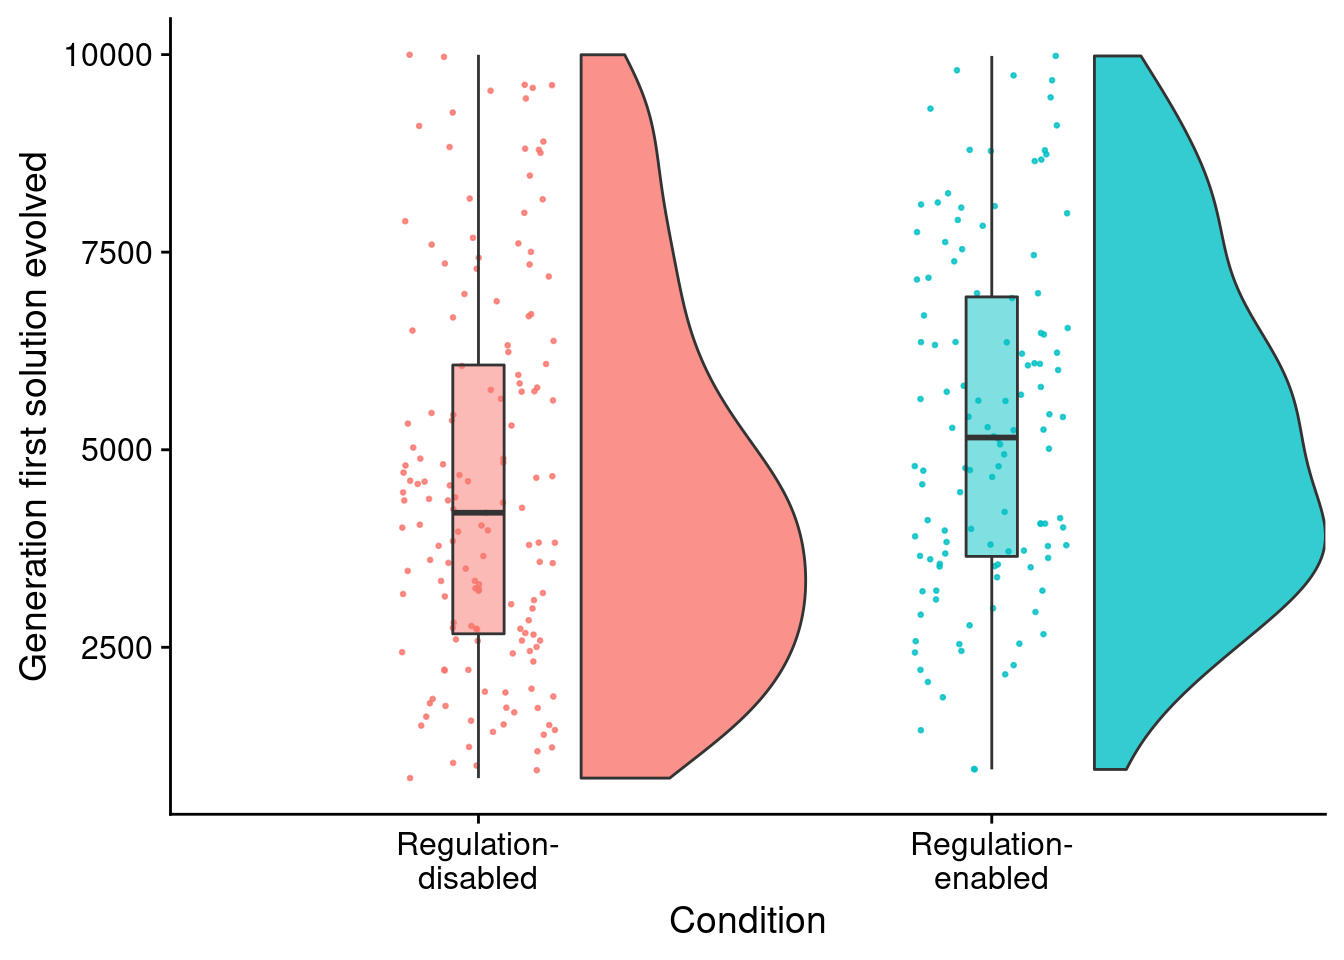 Generation first solution evolved
10000
7500
5000
2500
Regulation-
disabled
Regulation-
enabled
Condition